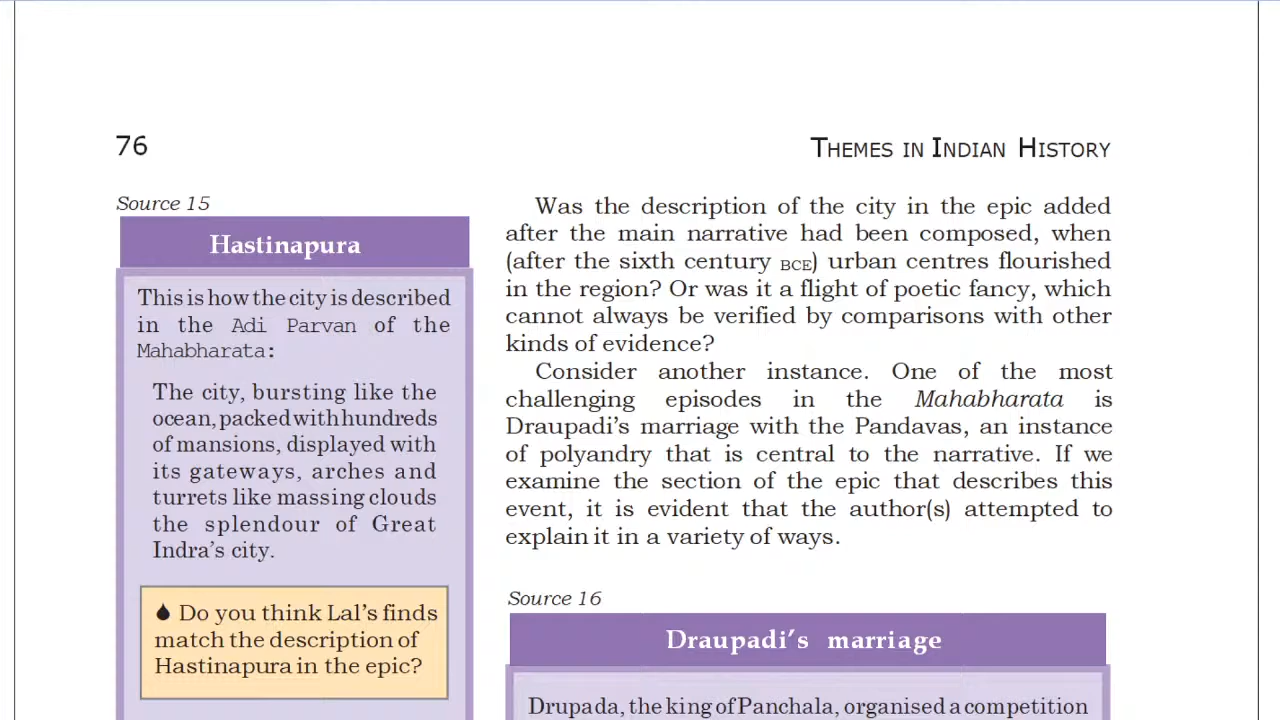 76
THEMES IN INDIAN HISTORY
Source 15
Hastinapura
This is how the city is described
in the Adi Parvan of the
Mahabharata:
The city, bursting like the
ocean, packed with hundreds
of mansions, displayed with
its gateways, arches and
turrets like massing clouds
the splendour of Great
Indra's city.
Do you think Lal's finds
match the description of
Hastinapura in the epic?
Was the description of the city in the epic added
after the main narrative had been composed, when
(after the sixth century BCE) urban centres flourished
in the region? Or was it a flight of poetic fancy, which
cannot always be verified by comparisons with other
kinds of evidence?
Consider another instance. One of the most
challenging episodes in the Mahabharata is
Draupadi's marriage with the Pandavas, an instance
of polyandry that is central to the narrative. If we
examine the section of the epic that describes this
event, it is evident that the author(s) attempted to
explain it in a variety of ways.
Source 16
Draupadi's marriage
Drupada, the king of Panchala, organised a competition